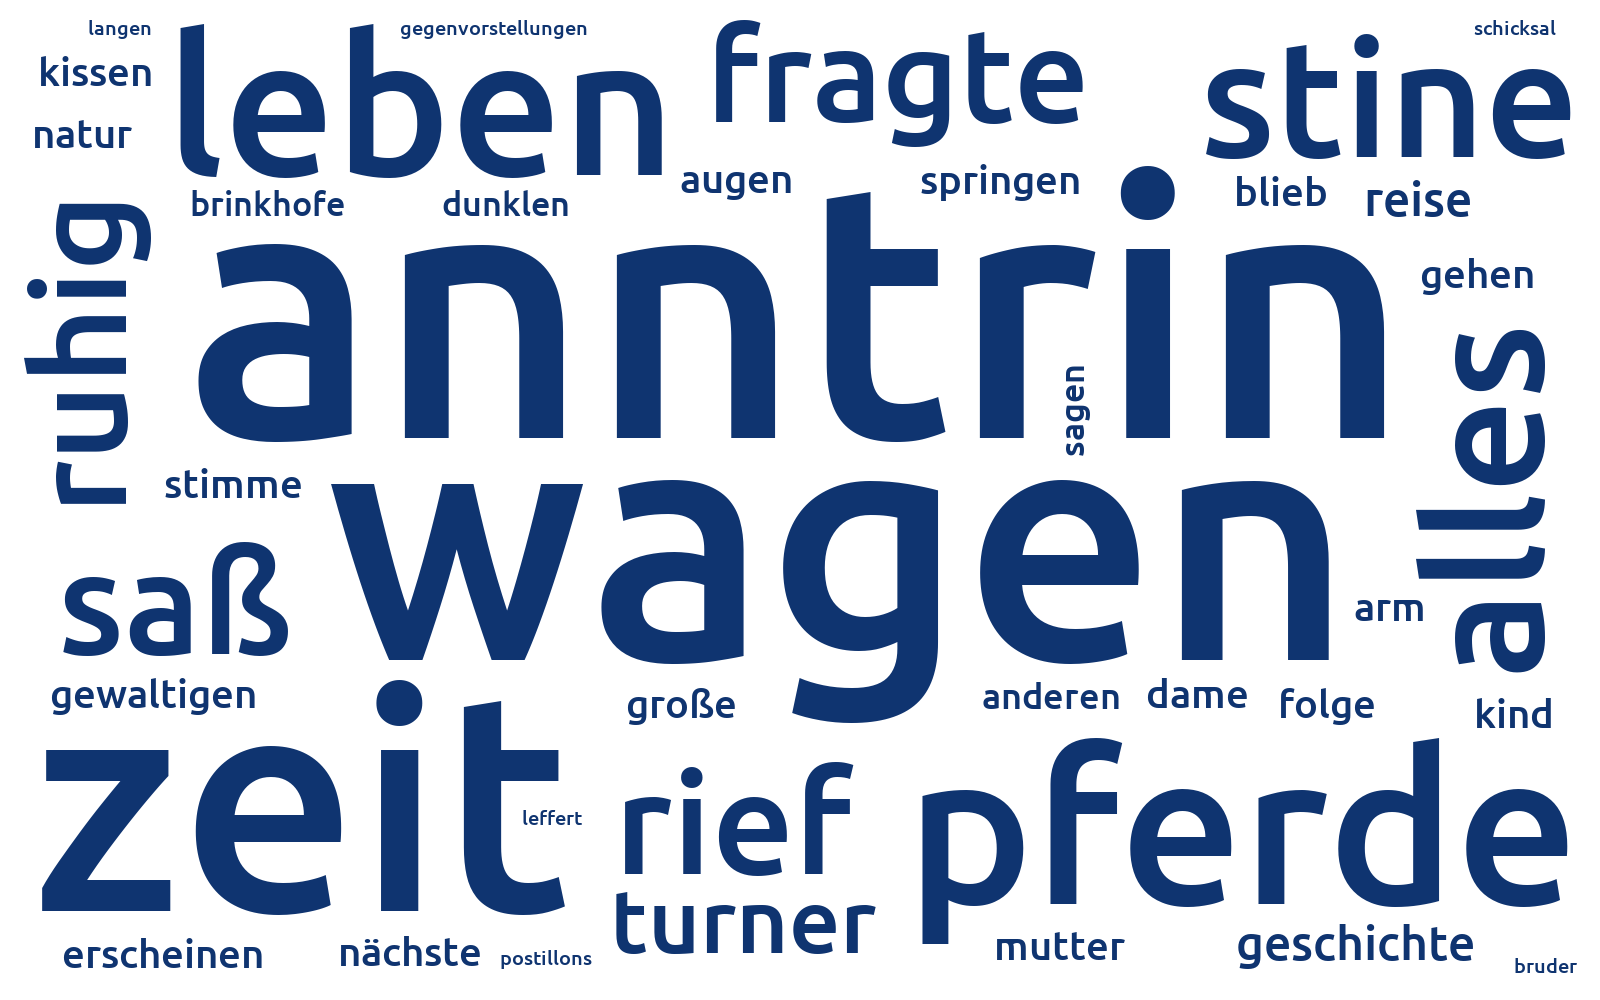 langen
gegenvorstellungen
schicksal
kissen
leben
fragte
stine
natur
brinkhofe
dunklen
augen
springen
blieb
reise
ruhig
anntrin
gehen
sagen
alles
stimme
wagen
saß
arm
gewaltigen
große
anderen
dame
folge
kind
zeit
leffert
rief
pferde
turner
erscheinen
nächste
postillons
mutter
geschichte
bruder